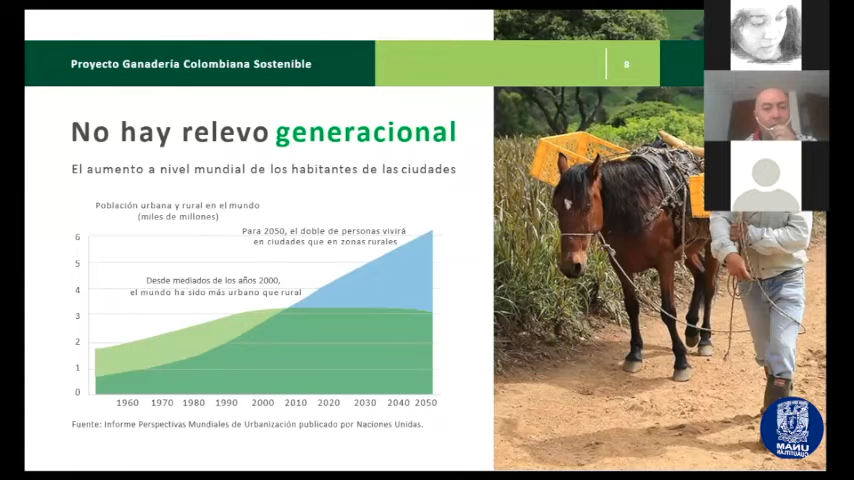 Proyecto Ganadería Colombiana Sostenible
8
No hay relevo generacional
El aumento a nivel mundial de los habitantes de las ciudades
Población urbana y rural en el mundo
(miles de millones)
Para 2050, el doble de personas vivirá
en ciudades que en zonas rurales
Desde mediados de los años 2000,
el mundo ha sido más urbano que rural
6
5
4
3
2
1
0
1960 1970 1980 1990 2000 2010 2020 2030 2040 2050
Fuente: Informe Perspectivas Mundiales de Urbanización publicado por Naciones Unidas.
UNAM
CUAUTITLÁN